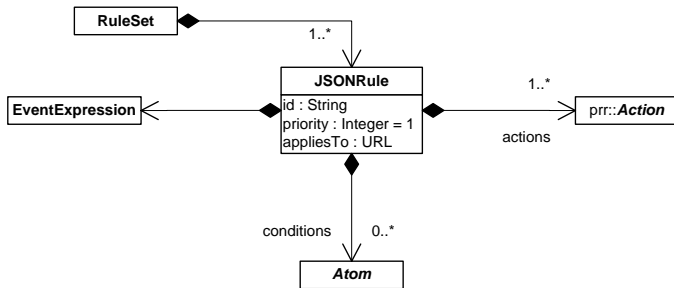 RuleSet
1..*
JSONRule
id : String
priority : Integer = 1
appliesTo : URL
EventExpression
1..*
prr::Action
actions
conditions
0..*
Atom